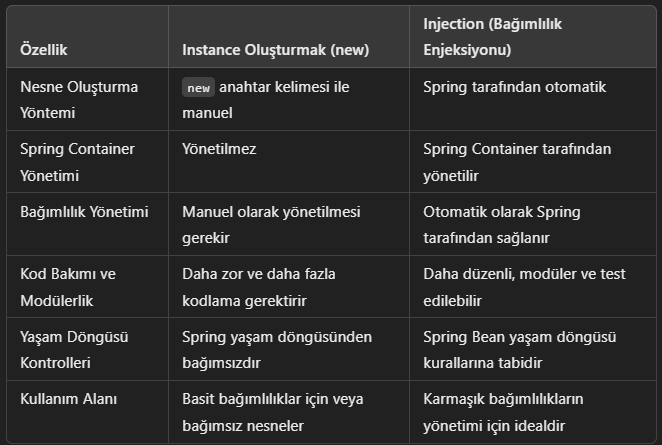 Özellik
Instance Oluşturmak (new)
Injection (Bağımlılık
Enjeksiyonu)
Nesne Oluşturma
Yöntemi
new anahtar kelimesi ile
manuel
Spring tarafından otomatik
Spring Container
Yönetimi
Yönetilmez
Spring Container tarafından
yönetilir
Bağımlılık Yönetimi
Manuel olarak yönetilmesi
gerekir
Otomatik olarak Spring
tarafından sağlanır
Kod Bakımı ve
Modülerlik
Daha zor ve daha fazla
kodlama gerektirir
Daha düzenli, modüler ve test
edilebilir
Yaşam Döngüsü
Kontrolleri
Spring yaşam döngüsünden
bağımsızdır
Spring Bean yaşam döngüsü
kurallarına tabidir
Kullanım Alanı
Basit bağımlılıklar için veya
bağımsız nesneler
Karmaşık bağımlılıkların
yönetimi için idealdir